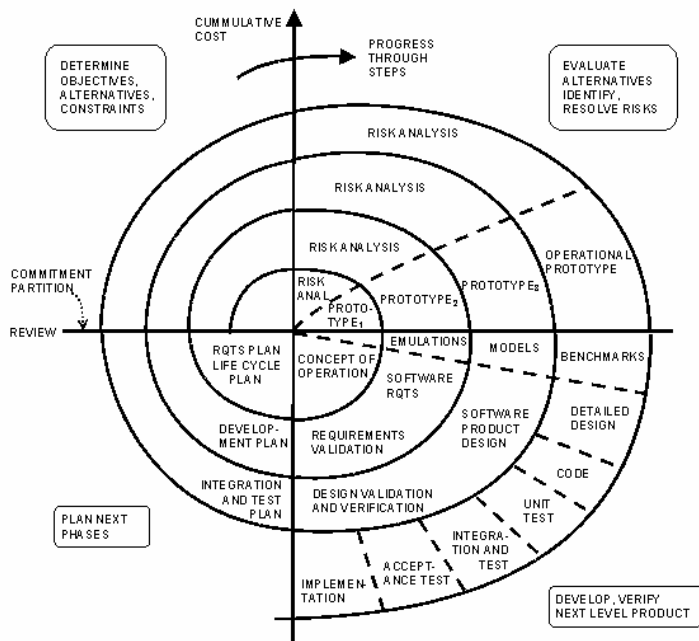 CUMMULATIVE
COST
PROGRESS
THROUGH
STEPS
DETERMINE
OBJECTIVES,
ALTERNATIVES,
CONSTRAINTS
EVALUATE
ALTERNATIVES
IDENTIFY,
RESOLVE RISKS
RISK ANALYSIS
RISK ANALYSIS
RISK ANALYSIS
RISK
ANAL.
OPERATIONAL
PROTOTYPE
COMMITMENT
PARTITION
PROTO-
TYPE1
PROTOTYPE2
PROTOTYPE3
REVIEW
EMULATIONS
MODELS
BENCHMARKS
RQTS PLAN
LIFE CYCLE
PLAN
CONCEPT OF
OPERATION
SOFTWARE
RQTS
SOFTWARE
PRODUCT
DESIGN
DETAILED
DESIGN
DEVELOP-
MENT PLAN
REQUIREMENTS
VALIDATION
CODE
INTEGRATION
AND TEST
PLAN
DESIGN VALIDATION
AND VERIFICATION
UNIT
TEST
PLAN NEXT
PHASES
INTEGRA-
TION AND
TEST
ACCEPT-
ANCE TEST
IMPLEMEN-
TATION
DEVELOP, VERIFY
NEXT LEVEL PRODUCT